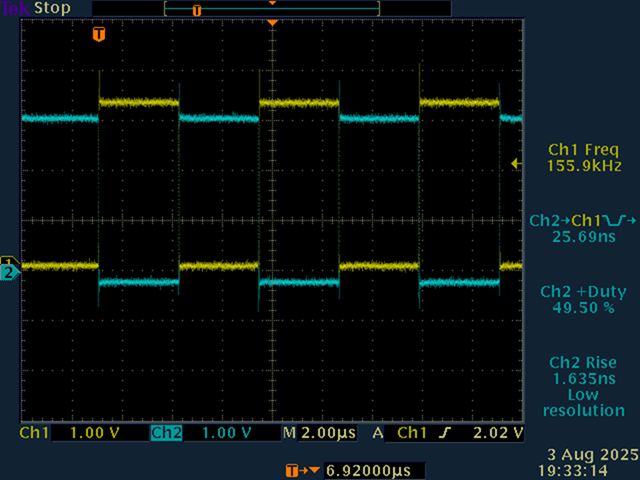 Tek Stop
T
T
Ch1 Freq
155.9kHz
Ch2→Ch1
25.69ns
1
2
Ch2 +Duty
49.50 %
Ch2 Rise
1.635ns
Low
resolution
Ch1 1.00 V Ch2 1.00 V M 2.00µs A Ch1 2.02 V
3 Aug 2025
T→▼ 6.92000µs 19:33:14